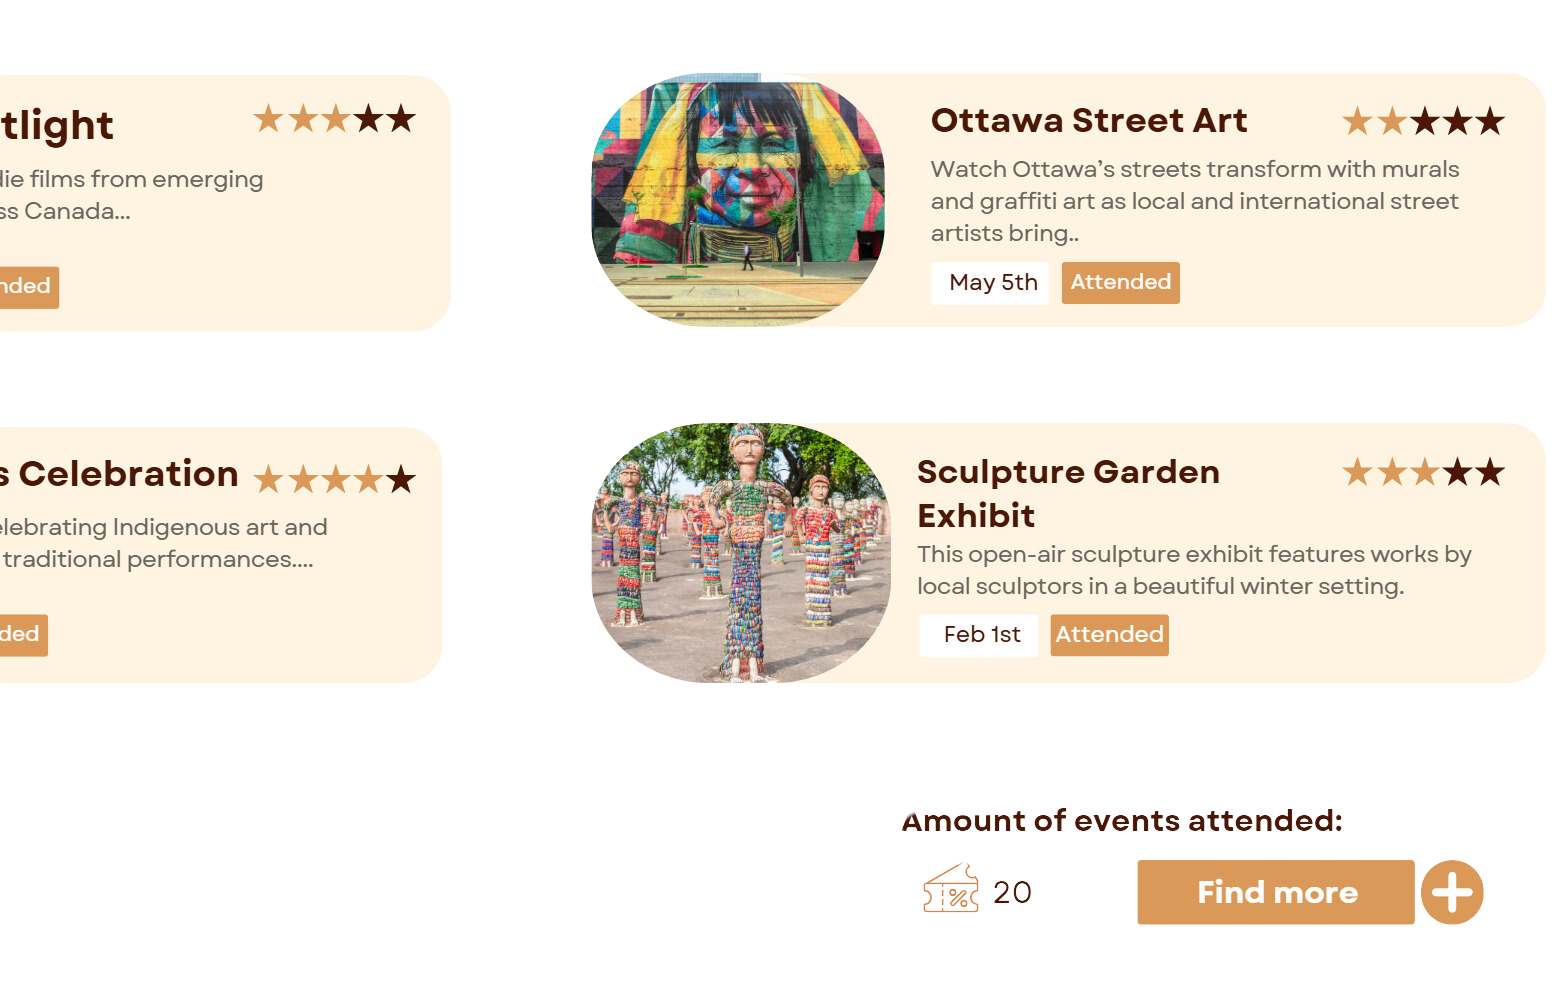 tlight
die films from emerging
ss Canada...
nded
Ottawa Street Art
Watch Ottawa’s streets transform with murals
and graffiti art as local and international street
artists bring..
May 5th
Attended
s Celebration
elebrating Indigenous art and
traditional performances....
ded
Sculpture Garden
Exhibit
This open-air sculpture exhibit features works by
local sculptors in a beautiful winter setting.
Feb 1st
Attended
Amount of events attended:
%
20
Find more